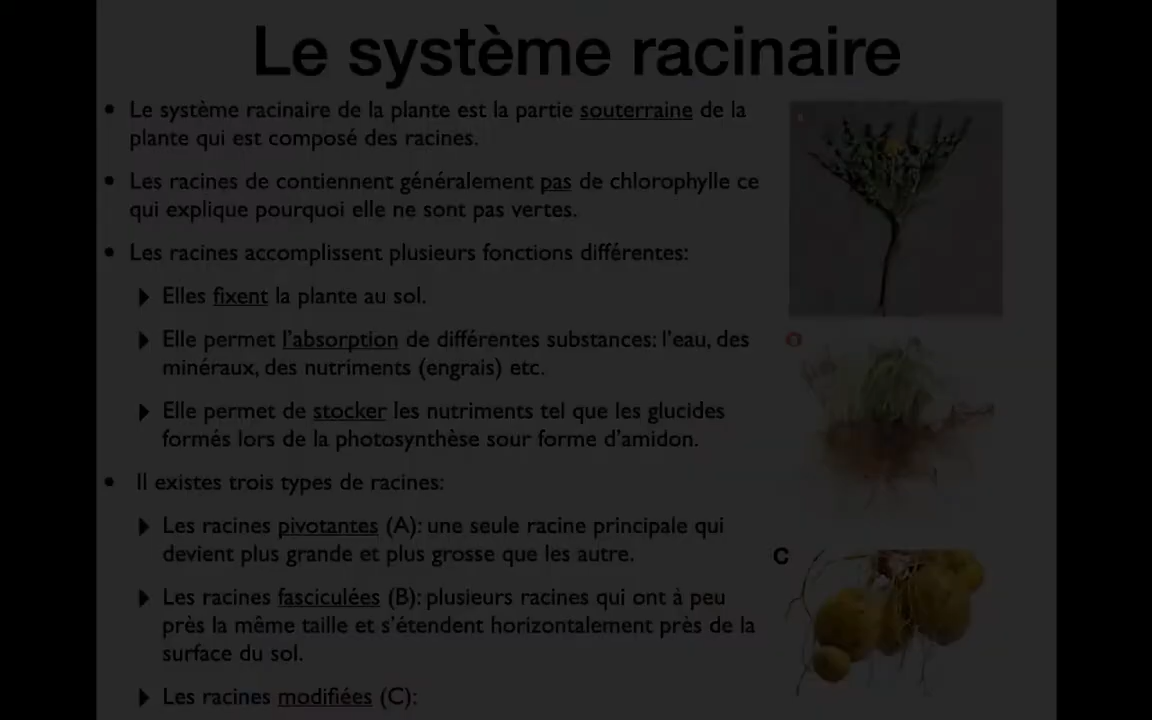 Le système racinaire
• Le système racinaire de la plante est la partie souterraine de la
plante qui est composé des racines.
• Les racines de contiennent généralement pas de chlorophylle ce
qui explique pourquoi elle ne sont pas vertes.
• Les racines accomplissent plusieurs fonctions différentes:
Elles fixent la plante au sol.
Elle permet l'absorption de différentes substances: l'eau, des
minéraux, des nutriments (engrais) etc.
Elle permet de stocker les nutriments tel que les glucides
formés lors de la photosynthèse sour forme d'amidon.
• Il existes trois types de racines:
Les racines pivotantes (A): une seule racine principale qui
devient plus grande et plus grosse que les autre.
Les racines fasciculées (B): plusieurs racines qui ont à peu
près la même taille et s'étendent horizontalement près de la
surface du sol.
Les racines modifiées (C):
C